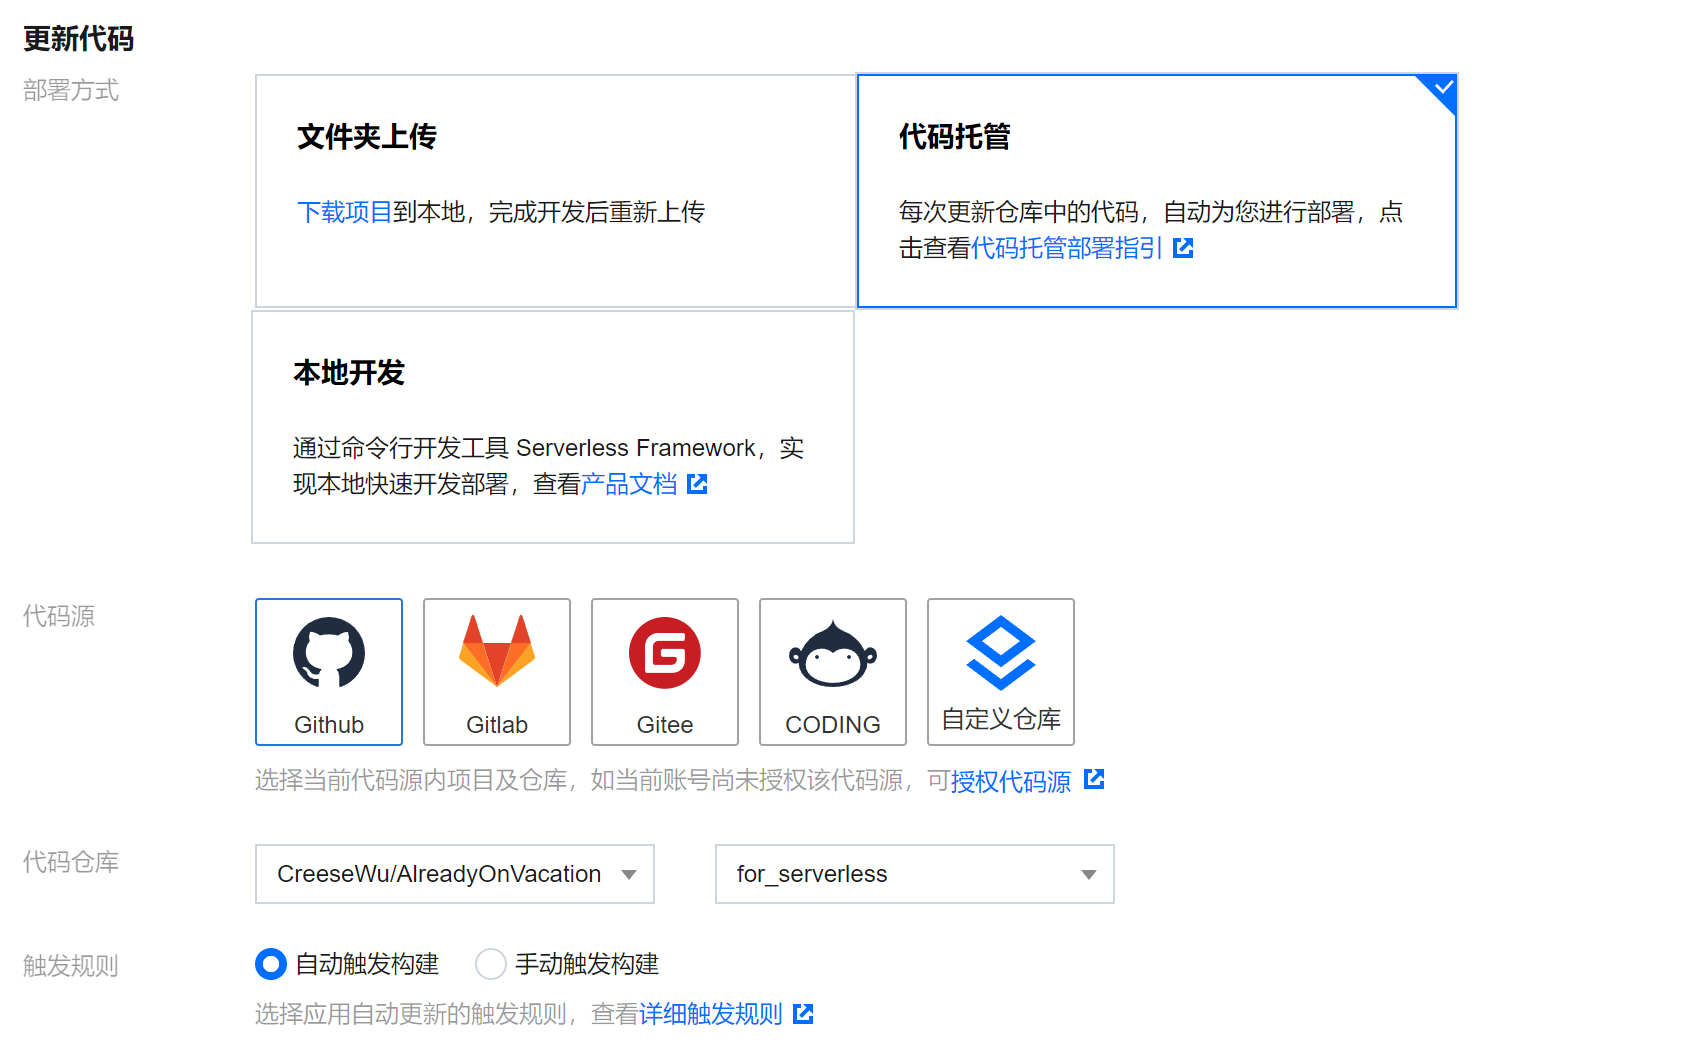 更新代码
部署方式
文件夹上传
下载项目到本地，完成开发后重新上传
代码托管
每次更新仓库中的代码，自动为您进行部署，点
击查看代码托管部署指引
本地开发
通过命令行开发工具 Serverless Framework，实
现本地快速开发部署，查看产品文档
代码源
Github
Gitlab
Gitee
CODING
自定义仓库
选择当前代码源内项目及仓库，如当前账号尚未授权该代码源，可授权代码源
代码仓库
CreeseWu/AlreadyOnVacation
for_serverless
触发规则
自动触发构建
手动触发构建
选择应用自动更新的触发规则，查看详细触发规则